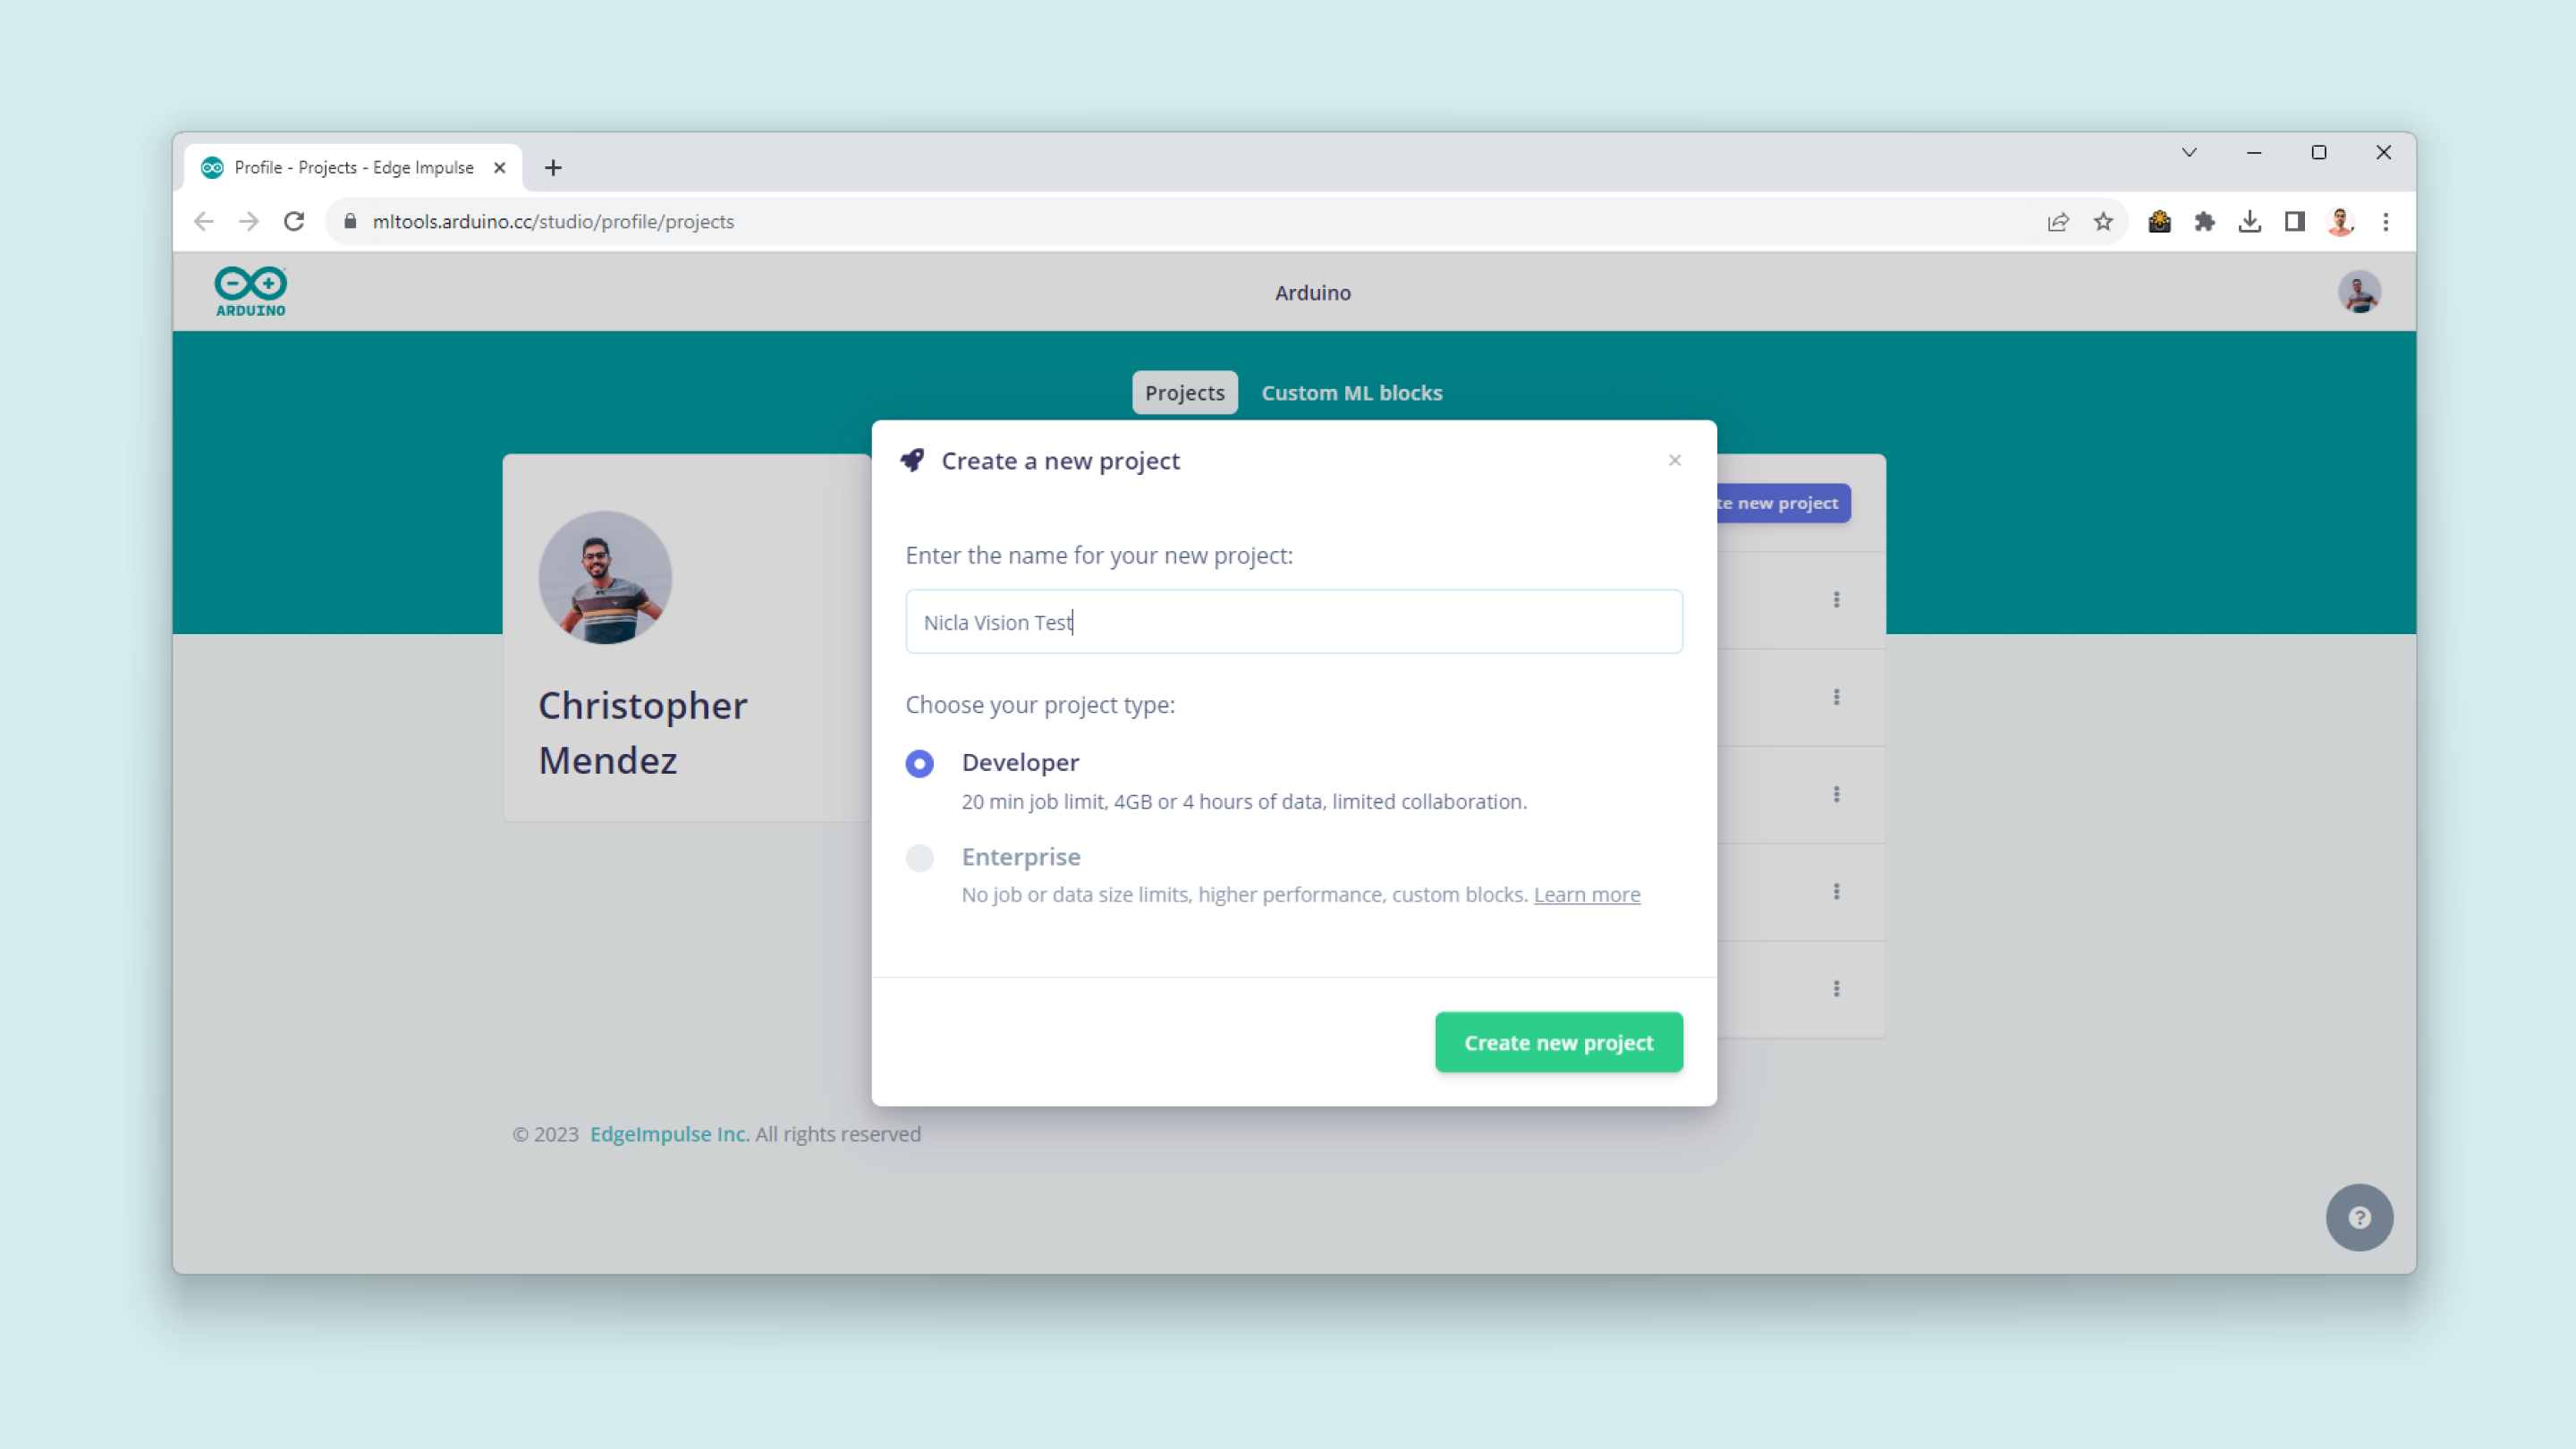 Profile - Projects - Edge Impulse
mltools.arduino.cc/studio/profile/projects
ARDUINO
Arduino
Projects
Custom ML blocks
Create a new project
new project
Enter the name for your new project:
Nicla Vision Test
Christopher
Mendez
Choose your project type:
Developer
20 min job limit, 4GB or 4 hours of data, limited collaboration.
Enterprise
No job or data size limits, higher performance, custom blocks. Learn more
Create new project
© 2023 EdgeImpulse Inc. All rights reserved
?